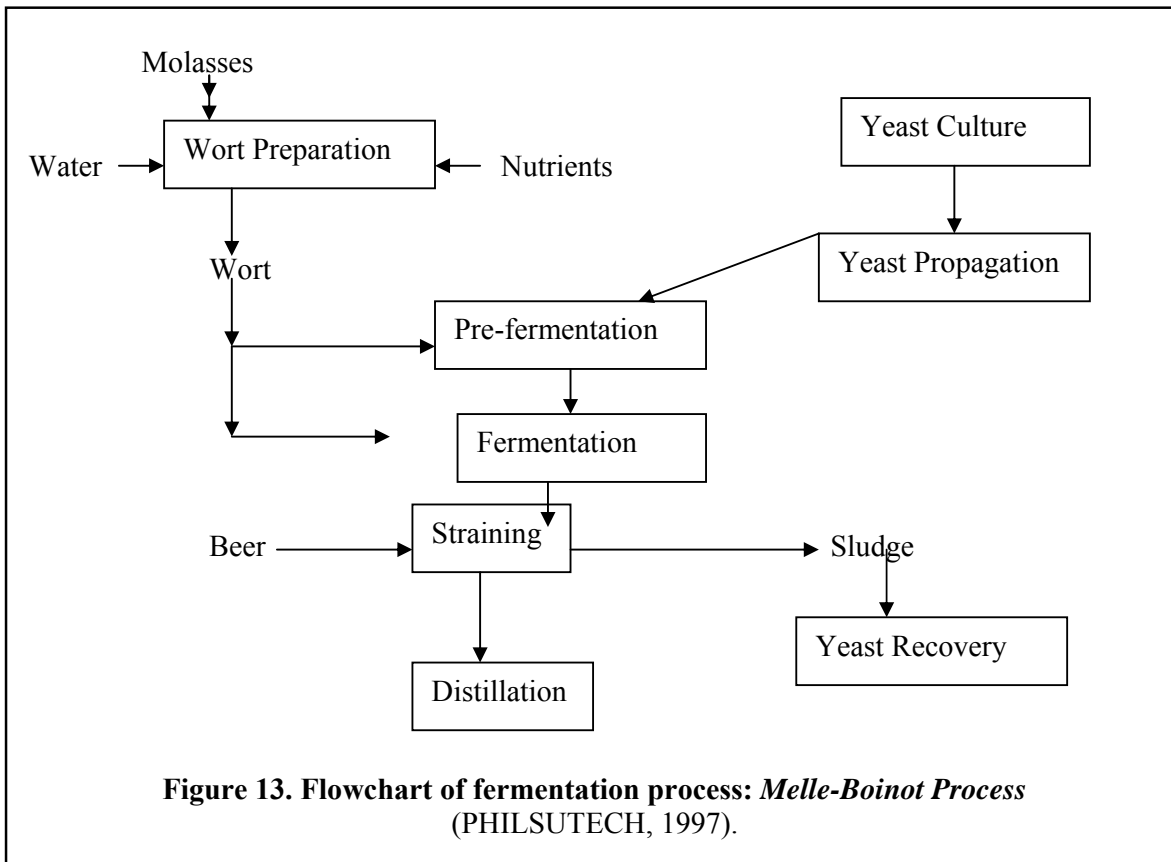 Molasses
Wort Preparation
Water
Nutrients
Yeast Culture
Yeast Propagation
Wort
Pre-fermentation
Fermentation
Straining
Beer
Sludge
Yeast Recovery
Distillation
Figure 13. Flowchart of fermentation process: Melle-Boinot Process
(PHILSUTECH, 1997).